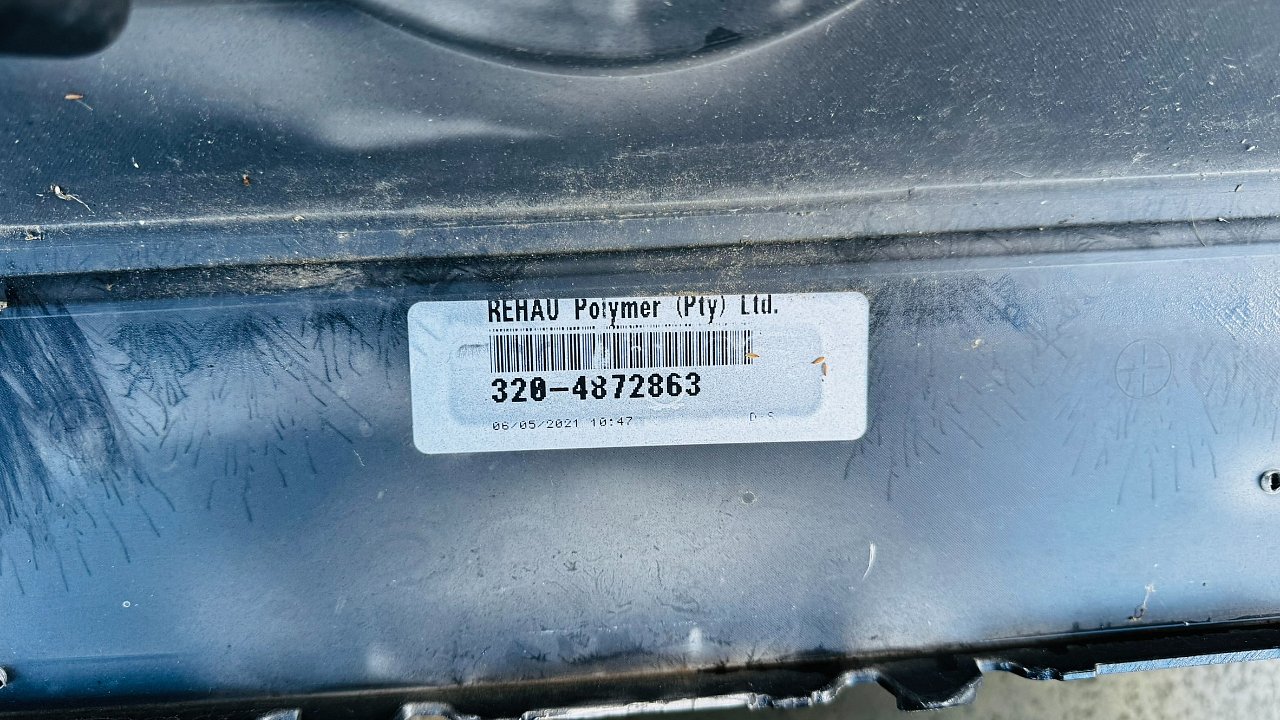 REHAU Polymer (Pty) Ltd.
320-4872863
06/05/2021 10:47 D-S